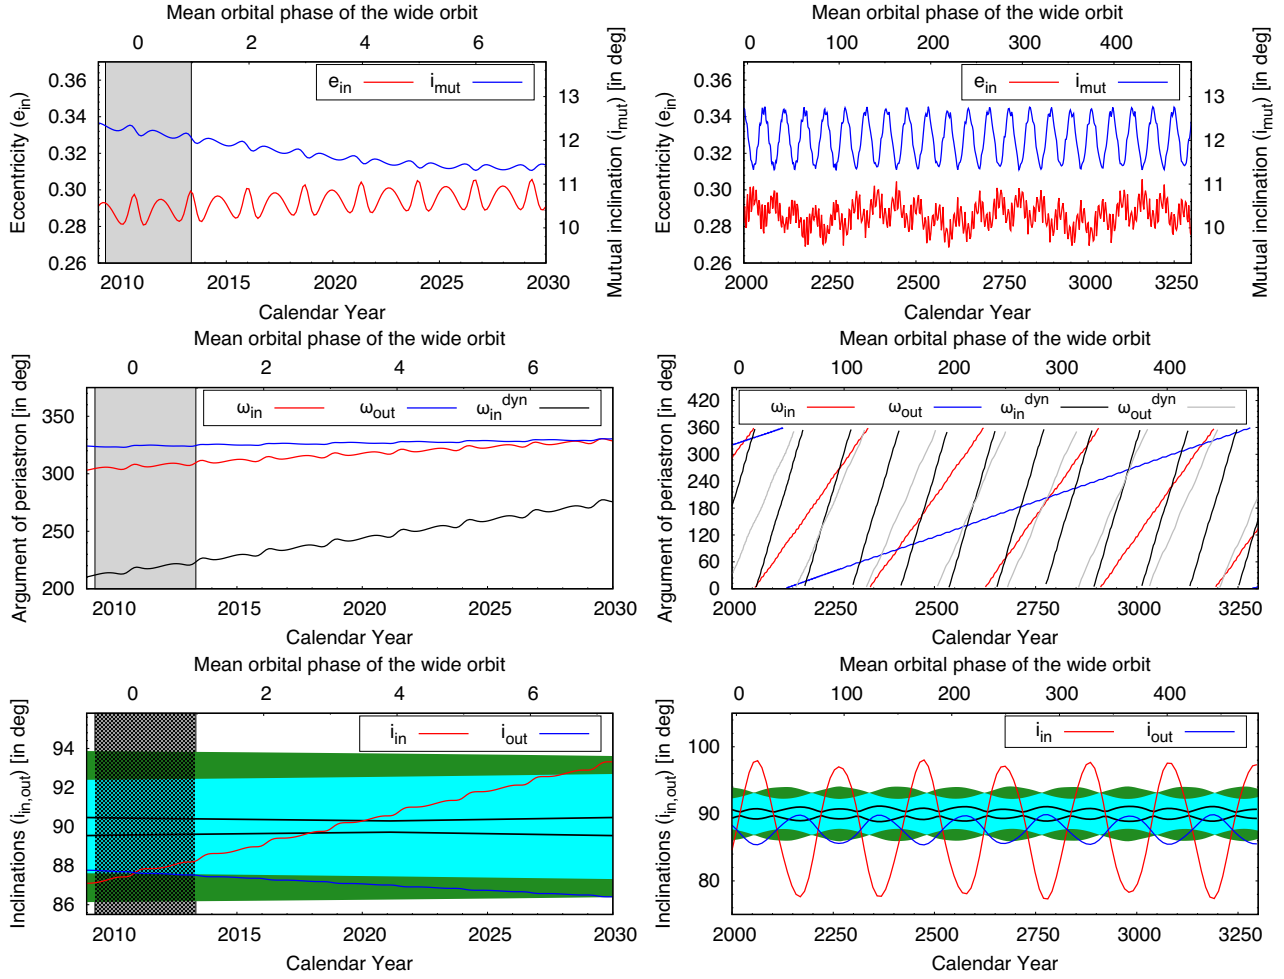 Mean orbital phase of the wide orbit
0 2 4 6
e_in i_mut
Eccentricity (e_in)
0.36 0.34 0.32 0.30 0.28 0.26
13 12 11 10
Mutual inclination (i_mut) [in deg]
2010 2015 2020 2025 2030
Calendar Year
Mean orbital phase of the wide orbit
0 100 200 300 400
e_in i_mut
Eccentricity (e_in)
0.36 0.34 0.32 0.30 0.28 0.26
13 12 11 10
Mutual inclination (i_mut) [in deg]
2000 2250 2500 2750 3000 3250
Calendar Year
Mean orbital phase of the wide orbit
0 2 4 6
ω_in ω_out ω_in^dyn
Argument of periastron [in deg]
350 300 250 200
2010 2015 2020 2025 2030
Calendar Year
Mean orbital phase of the wide orbit
0 100 200 300 400
ω_in ω_out ω_in^dyn ω_out^dyn
Argument of periastron [in deg]
420 360 300 240 180 120 60 0
2000 2250 2500 2750 3000
Calendar Year
Mean orbital phase of the wide orbit
0 2 4 6
i_in i_out
Inclinations (i_in,out) [in deg]
94 92 90 88 86
2010 2015 2020 2025 2030
Calendar Year
Mean orbital phase of the wide orbit
0 100 200 300 400
i_in i_out
Inclinations (i_in,out) [in deg]
100 90 80
2000 2250 2500 2750 3000
Calendar Year